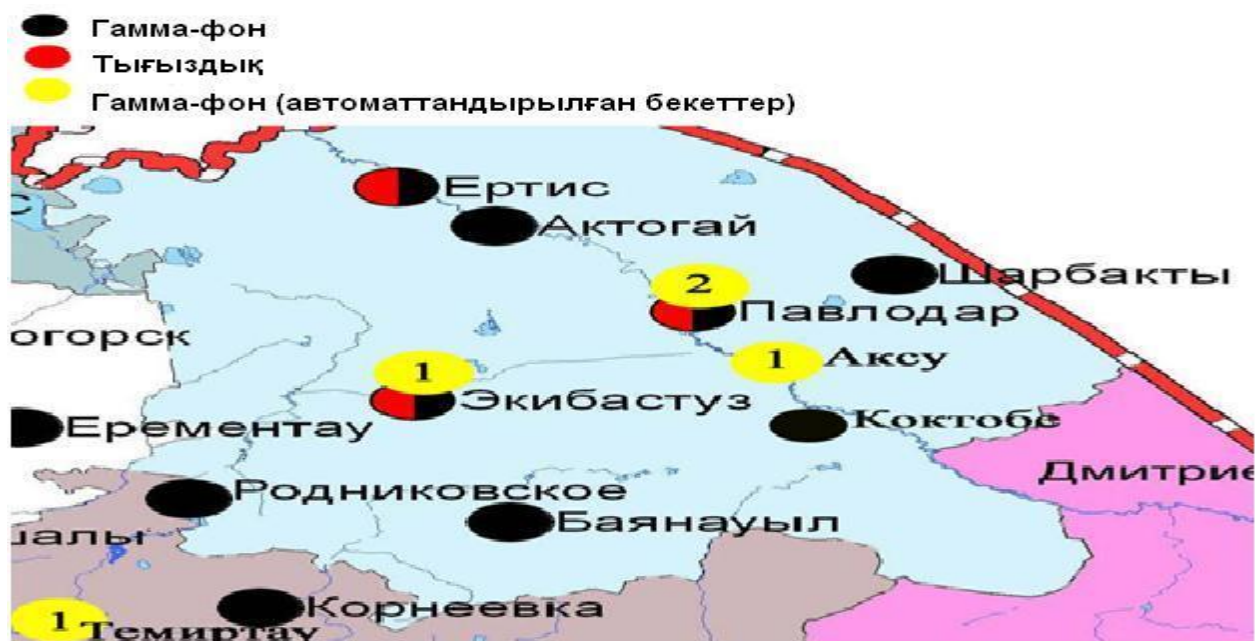 Гамма-фон
Тығыздық
Гамма-фон (автоматтандырылған бекеттер)
С
Ертис
Актогай
Шарбакты
2
Павлодар
огорск
1
Аксу
1
Экибастуз
Коктобе
Ерементау
Дмитрие
Родниковское
Баянауыл
шалы
Корнеевка
1
Темиртау